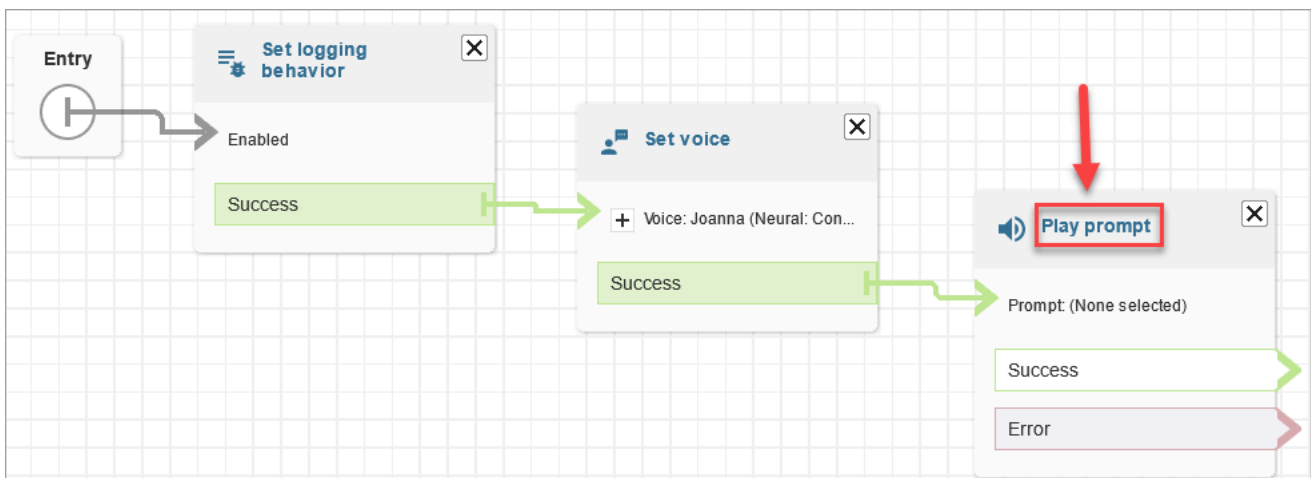 Entry
Set logging
behavior
Enabled
Success
Set voice
Voice: Joanna (Neural: Con...
Success
Play prompt
Prompt: (None selected)
Success
Error